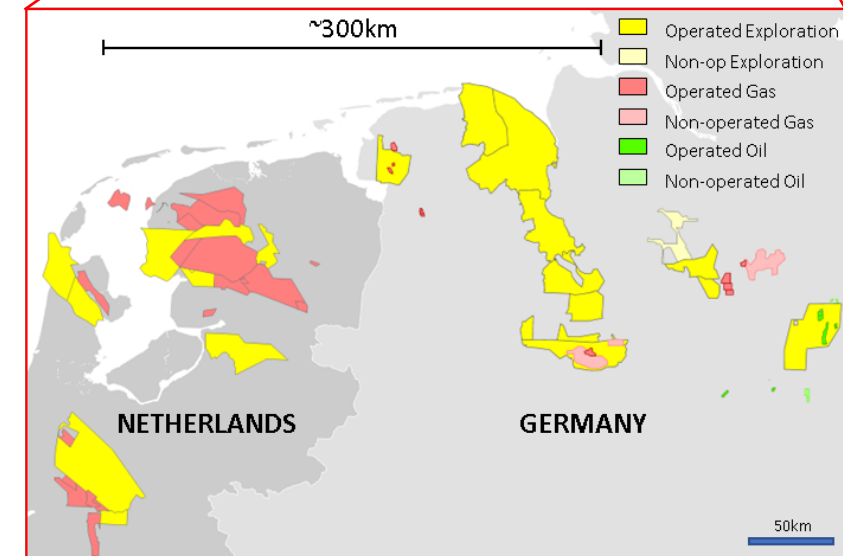 ~300km
Operated Exploration
Non-op Exploration
Operated Gas
Non-operated Gas
Operated Oil
Non-operated Oil
NETHERLANDS
GERMANY
50km